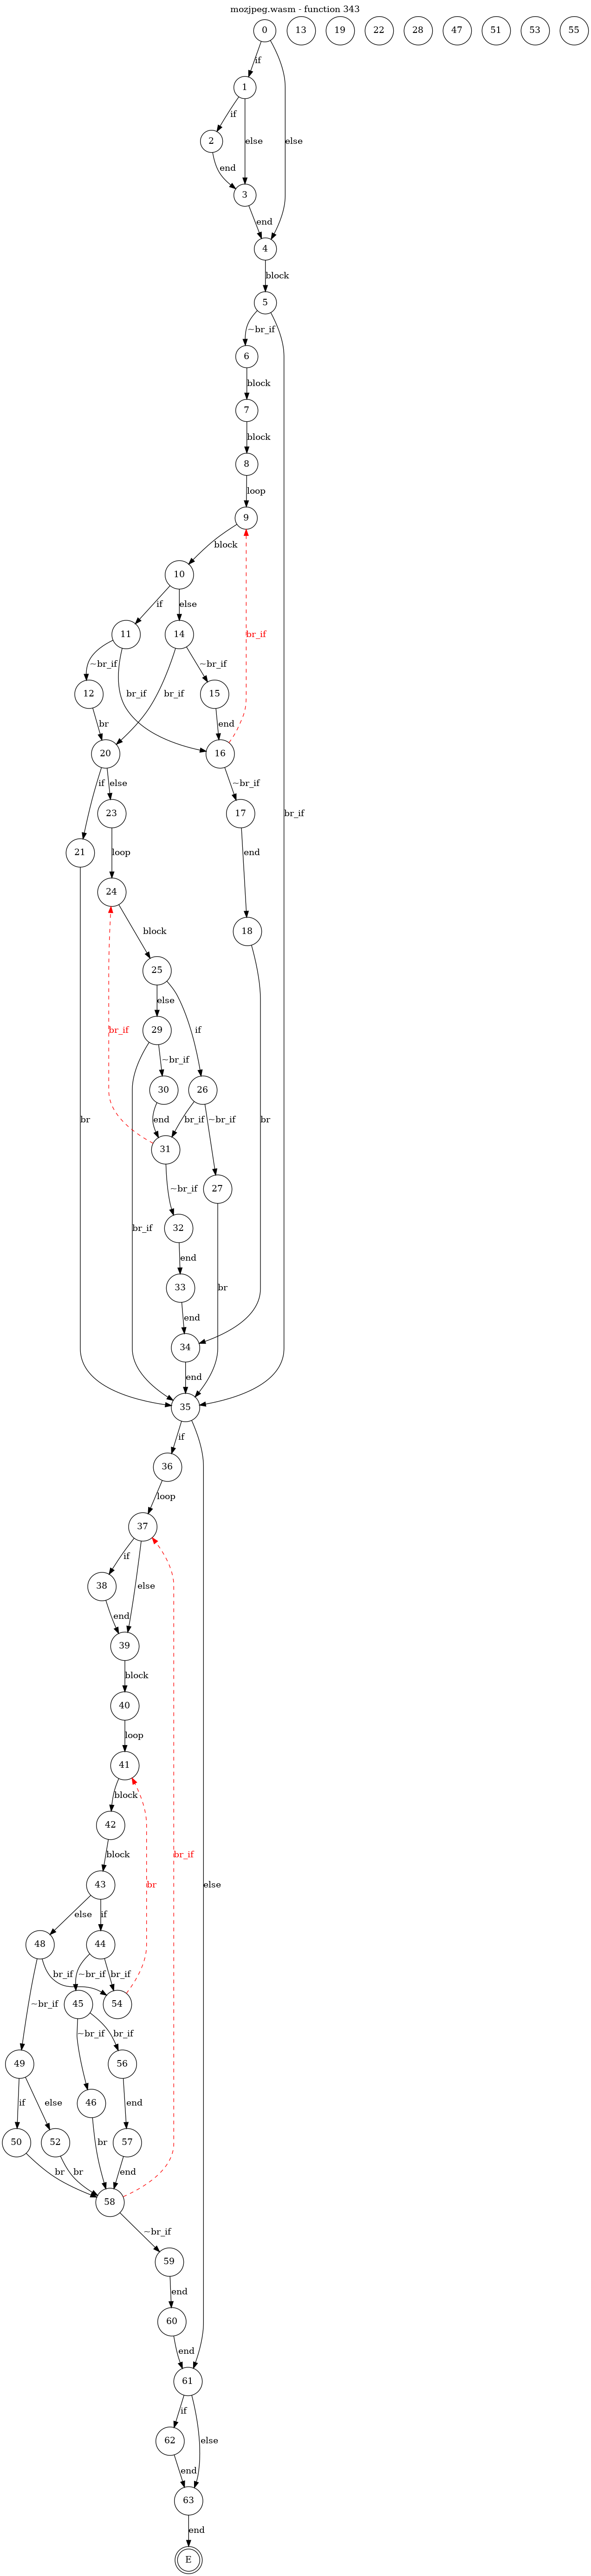 mozjpeg.wasm - function 343
0 13 19 22 28 47 51 53 55
if
1
if else else
2
end
3
end
4
block
5
~br_if
6
block
7
block
8
loop
9
block
10
if else br_if
11 14
~br_if ~br_if
12 br_if br_if 15
br end
20 16
if else ~br_if br_if
23 17
21 loop end
24 18
block
25
else if
29
br_if ~br_if
30 26
end br_if ~br_if
br 31 br
~br_if 27
32
br_if end
33 br
end
34
end
35
if
36
loop
37
if
38 else
end
39
block
40
loop
41
block
42
block br_if
43 br else
else if
48 44
br_if ~br_if br_if
~br_if 45 54
~br_if br_if
49 56
if else 46 end
50 52 br 57
br br end
58
~br_if
59
end
60
end
61
if
62 else
end
63
end
E